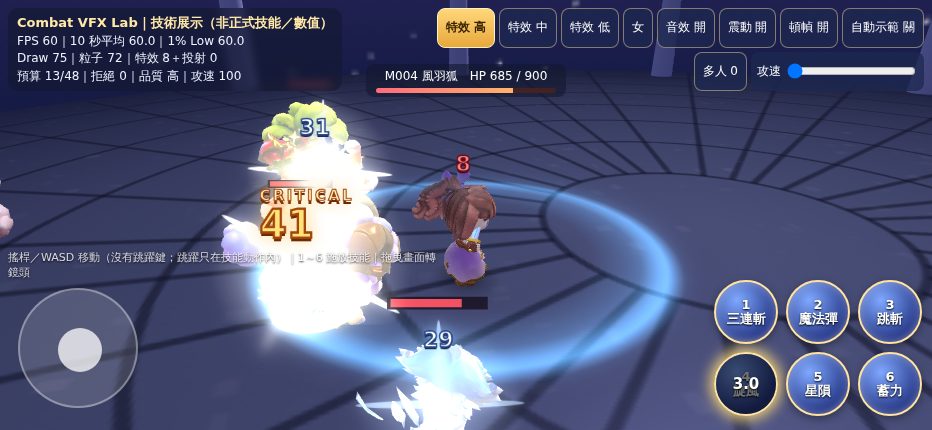 Combat VFX Lab｜技術展示（非正式技能／數值）
FPS 60｜10 秒平均 60.0｜1% Low 60.0
Draw 75｜粒子 72｜特效 8＋投射 0
預算 13/48｜拒絕 0｜品質 高｜攻速 100
特效 高
特效 中
特效 低
女
音效 開
震動 開
頓幀 開
自動示範 關
多人 0
攻速
M004 風羽狐 HP 685 / 900
31
8
CRITICAL
41
搖桿／WASD 移動（沒有跳躍鍵；跳躍只在技能動作內）｜1～6 施放技能｜拖曳畫面轉
鏡頭
29
1
三連斬
2
魔法彈
3
跳斬
4
3.0
旋風
5
星隕
6
蓄力